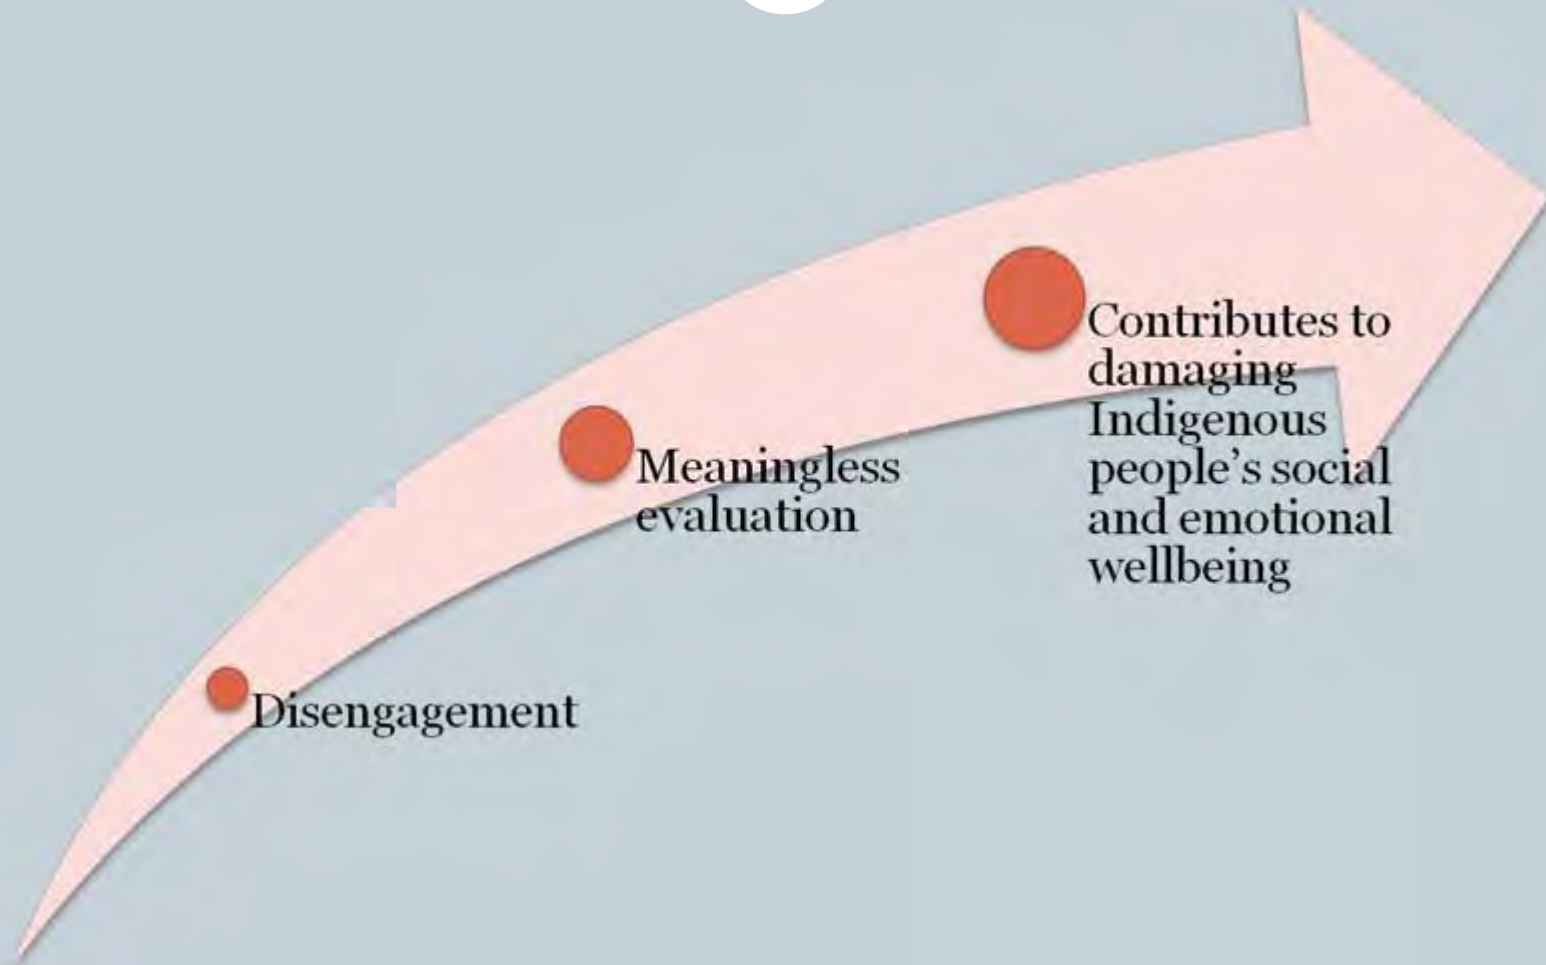 Disengagement
Meaningless
evaluation
Contributes to
damaging
Indigenous
people’s social
and emotional
wellbeing